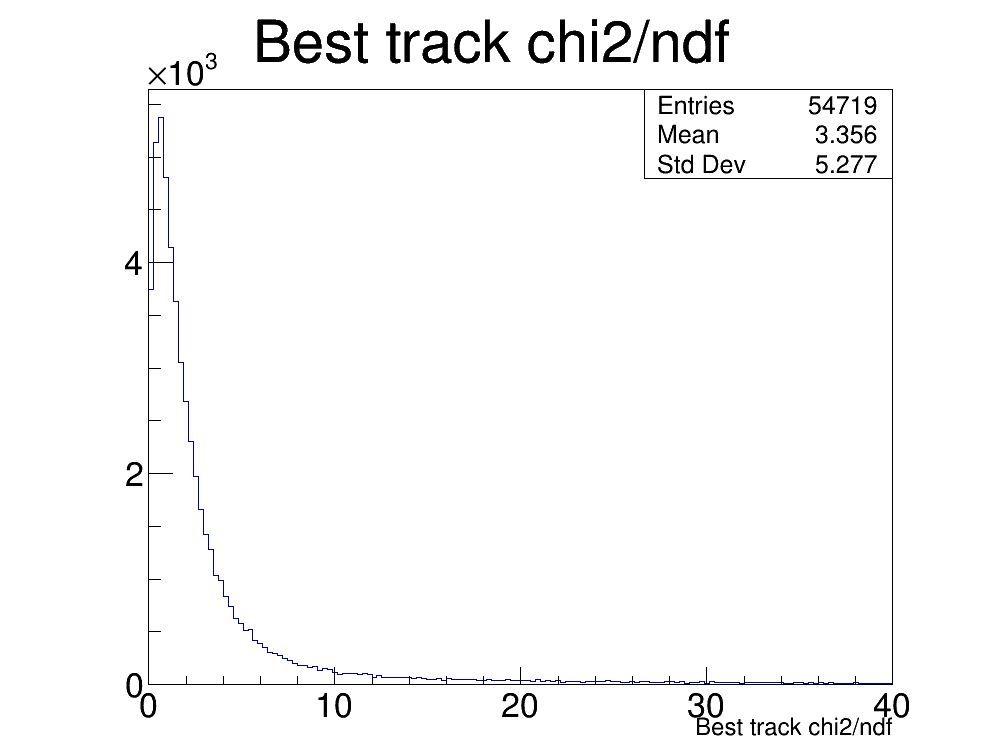 Best track chi2/ndf
×10³
Entries 54719
Mean 3.356
Std Dev 5.277
4
2
0
0 10 20 30 40
Best track chi2/ndf